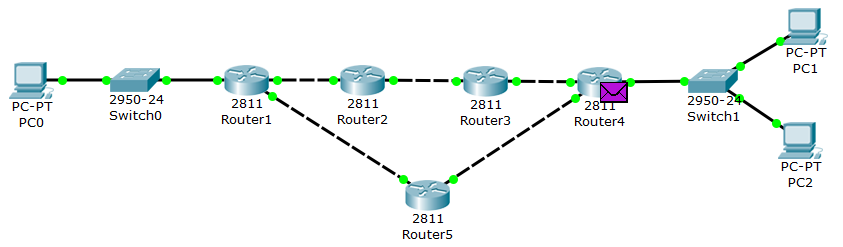 PC-PT
PC0
2950-24
Switch0
2811
Router1
2811
Router2
2811
Router3
2811
Router4
2950-24
Switch1
PC-PT
PC1
PC-PT
PC2
2811
Router5